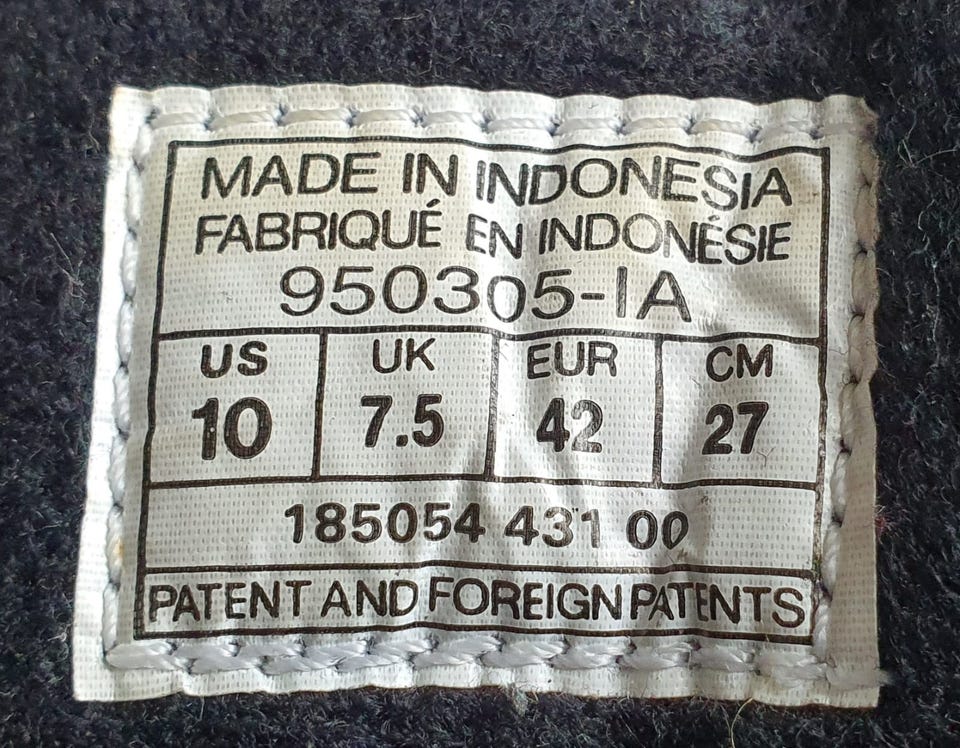 MADE IN INDONESIA
FABRIQUÉ EN INDONÉSIE
950305-IA
US UK EUR CM
10 7.5 42 27
185054 431 00
PATENT AND FOREIGN PATENTS